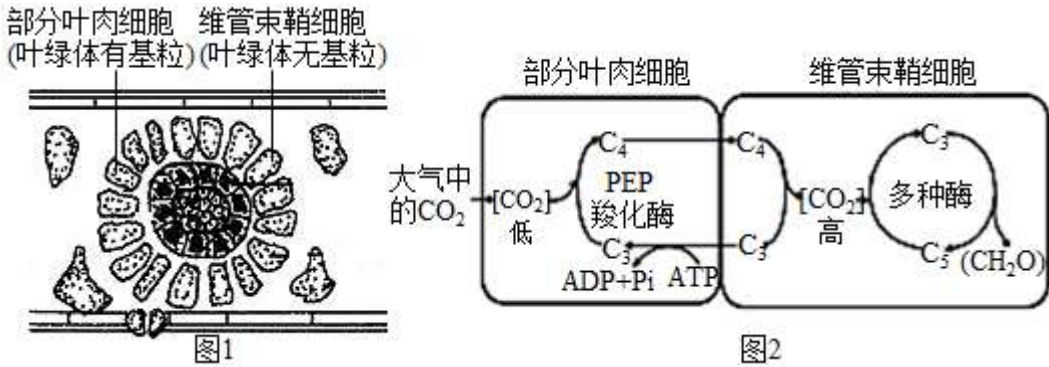 部分叶肉细胞 维管束鞘细胞
(叶绿体有基粒) (叶绿体无基粒)
图1
部分叶肉细胞 维管束鞘细胞
大气中
的CO₂
[CO₂]
低
C₄
PEP
羧化酶
C₃
ADP+Pi ATP
C₄
C₃
[CO₂]
高
C₃
多种酶
C₅
(CH₂O)
图2